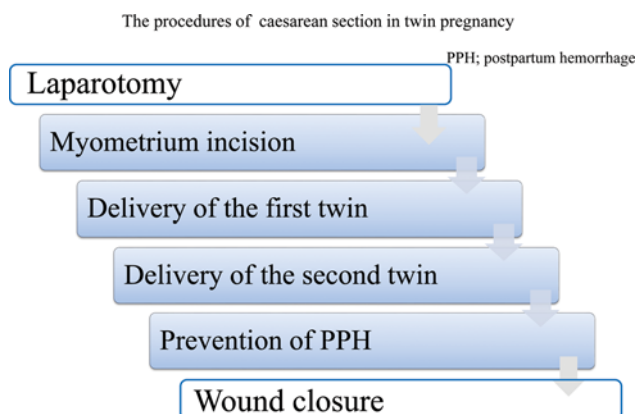 The procedures of caesarean section in twin pregnancy
PPH; postpartum hemorrhage
Laparotomy
Myometrium incision
Delivery of the first twin
Delivery of the second twin
Prevention of PPH
Wound closure